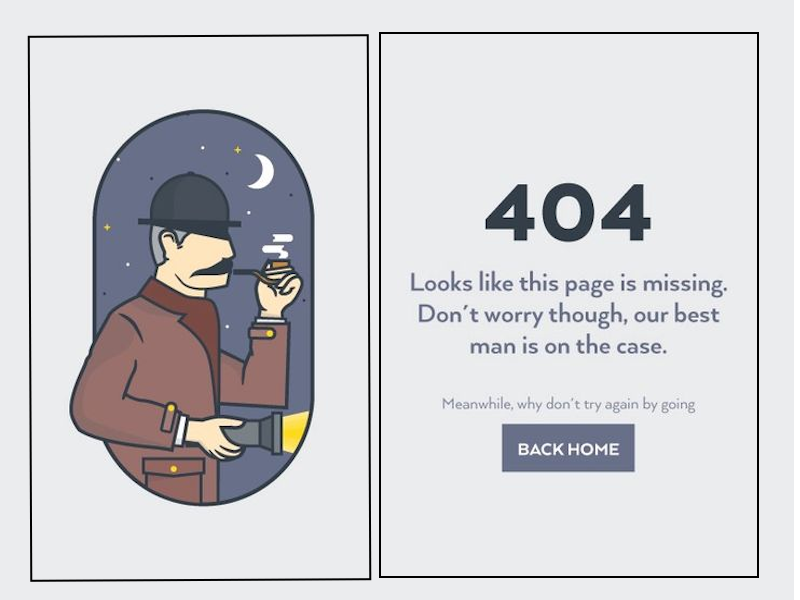 404
Looks like this page is missing.
Don't worry though, our best
man is on the case.
Meanwhile, why don't try again by going
BACK HOME